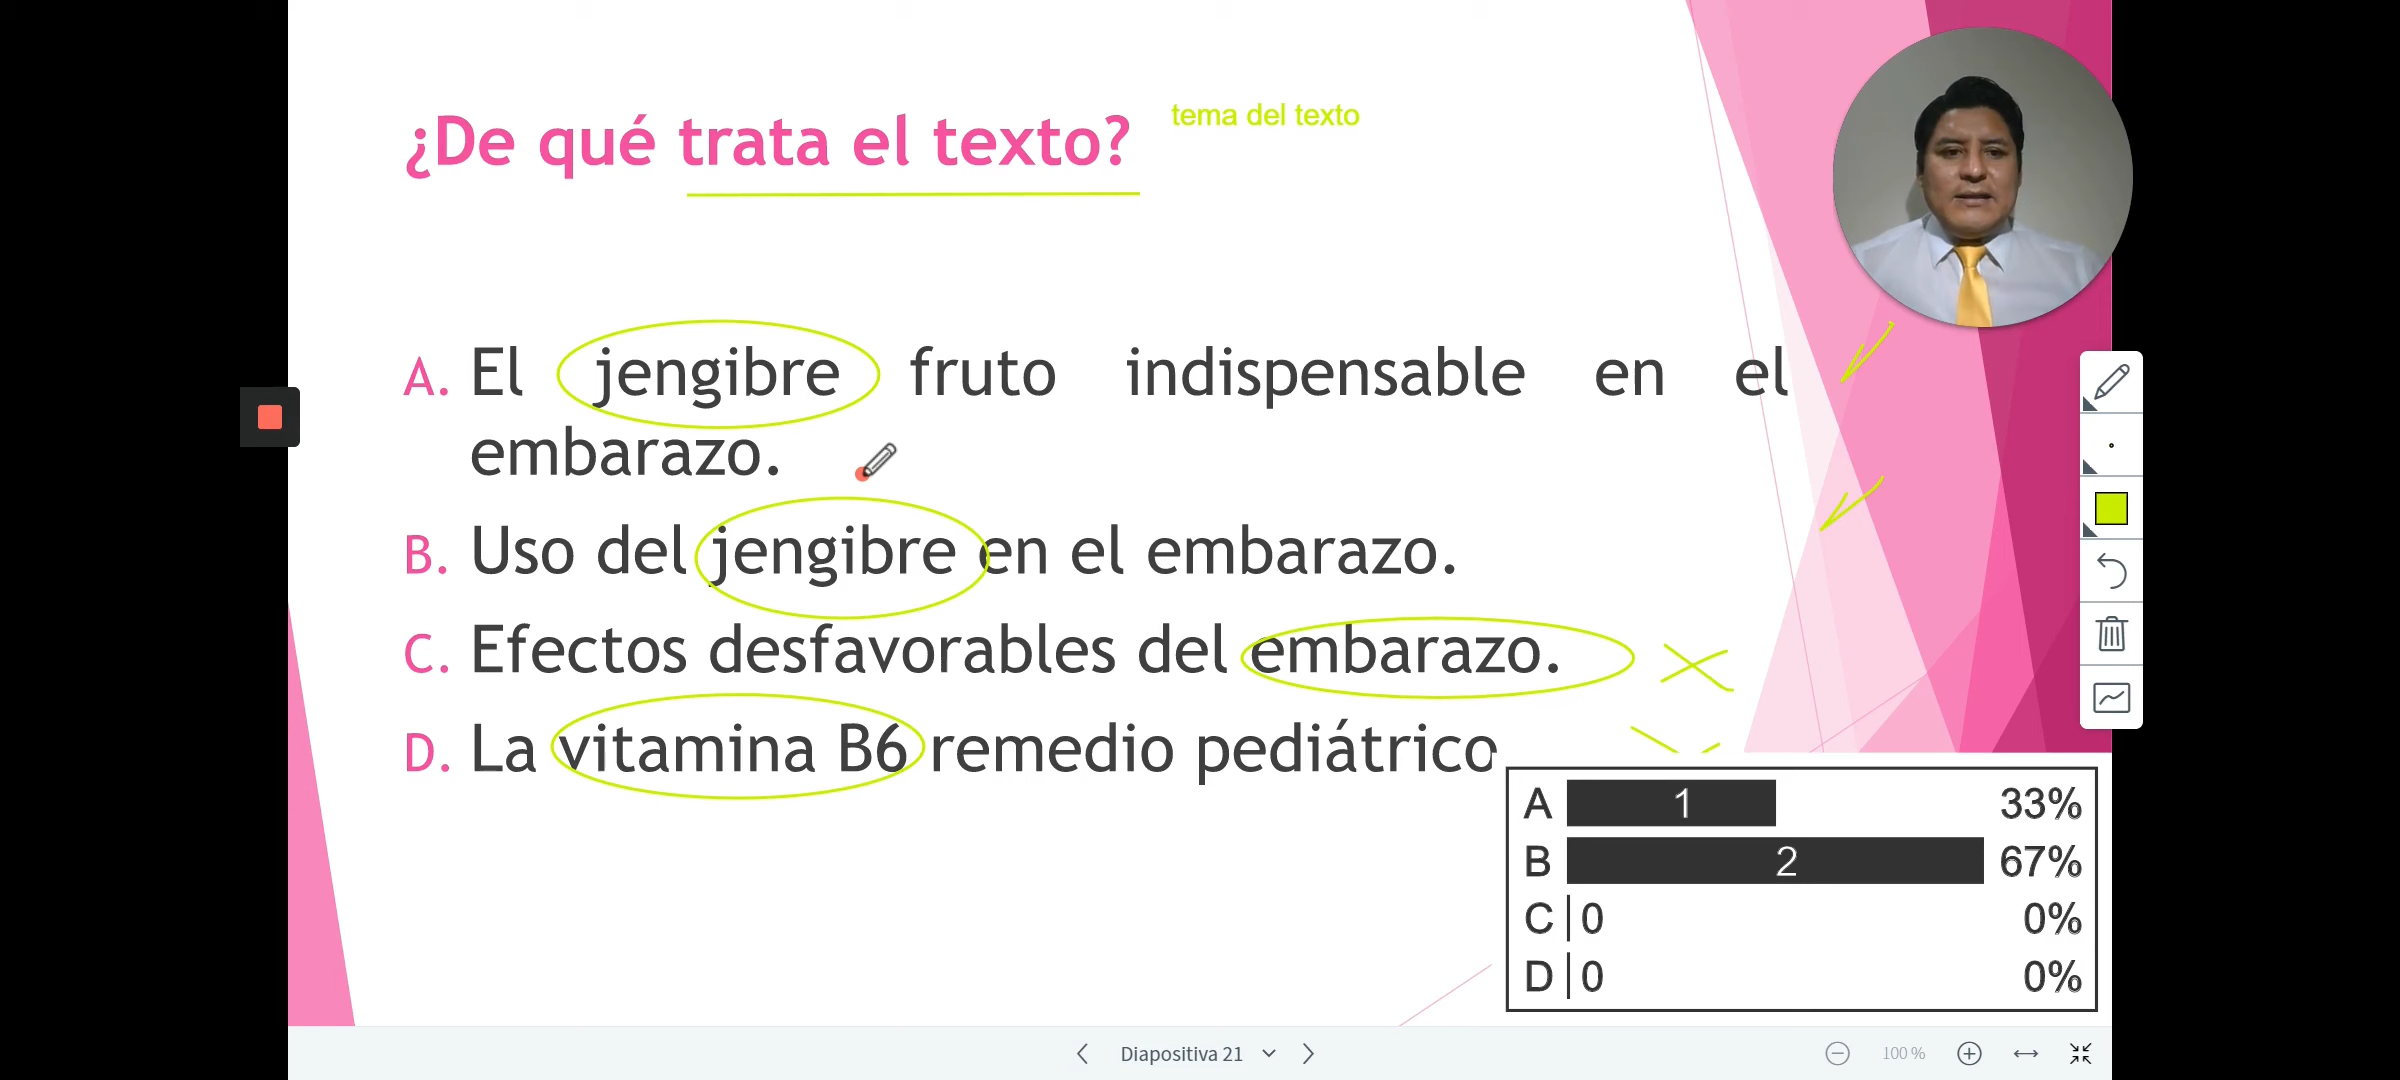 ¿De qué trata el texto?
tema del texto
A. El jengibre fruto indispensable en el
embarazo.
B. Uso del jengibre en el embarazo.
C. Efectos desfavorables del embarazo.
D. La vitamina B6 remedio pediátrico
A 1 33%
B 2 67%
C 0 0%
D 0 0%
Diapositiva 21
100 %